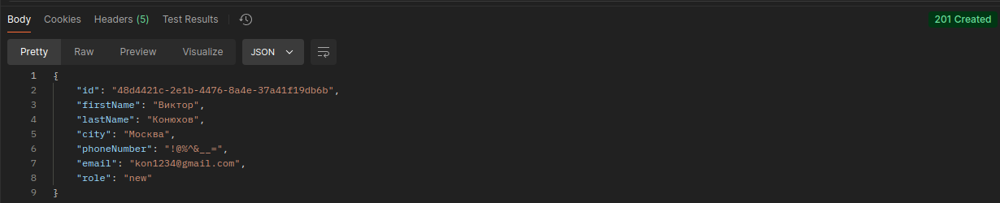 Body Cookies Headers (5) Test Results 201 Created
Pretty Raw Preview Visualize JSON
1 {
2 "id": "48d4421c-2e1b-4476-8a4e-37a41f19db6b",
3 "firstName": "Виктор",
4 "lastName": "Конюхов",
5 "city": "Москва",
6 "phoneNumber": "!@%^&__=",
7 "email": "kon1234@gmail.com",
8 "role": "new"
9 }